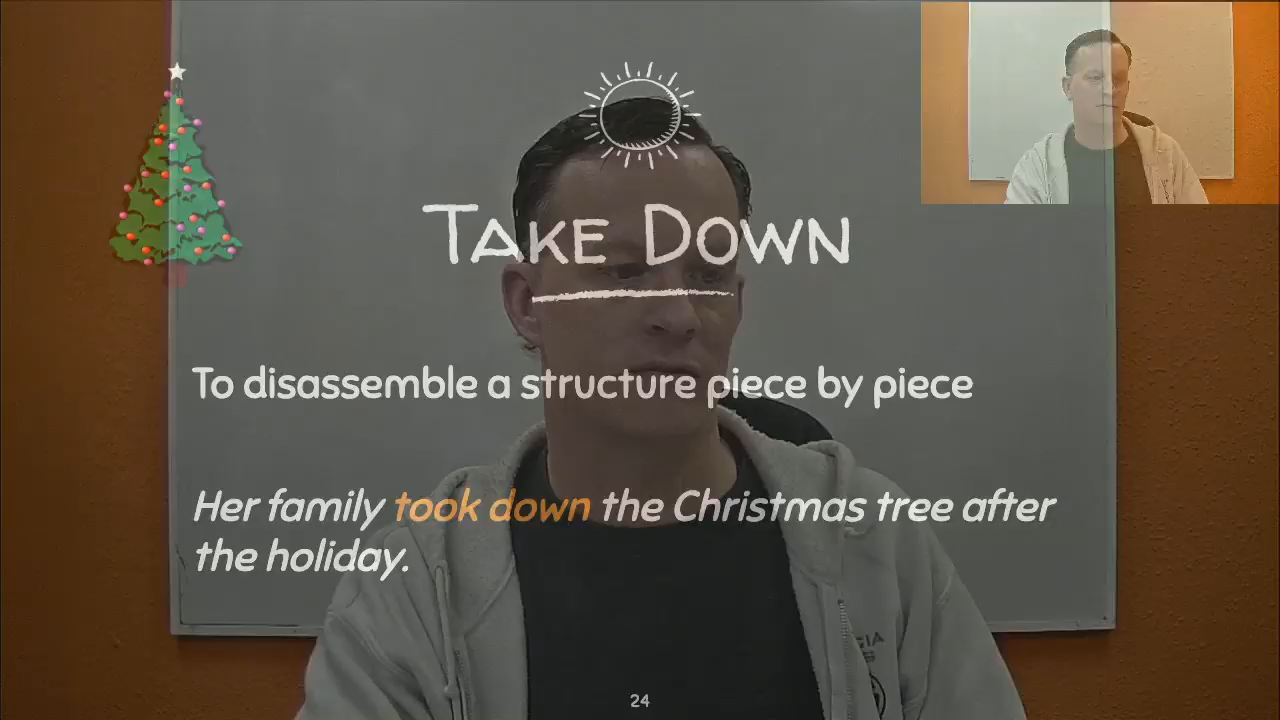 Take Down
To disassemble a structure piece by piece
Her family took down the Christmas tree after
the holiday.
24